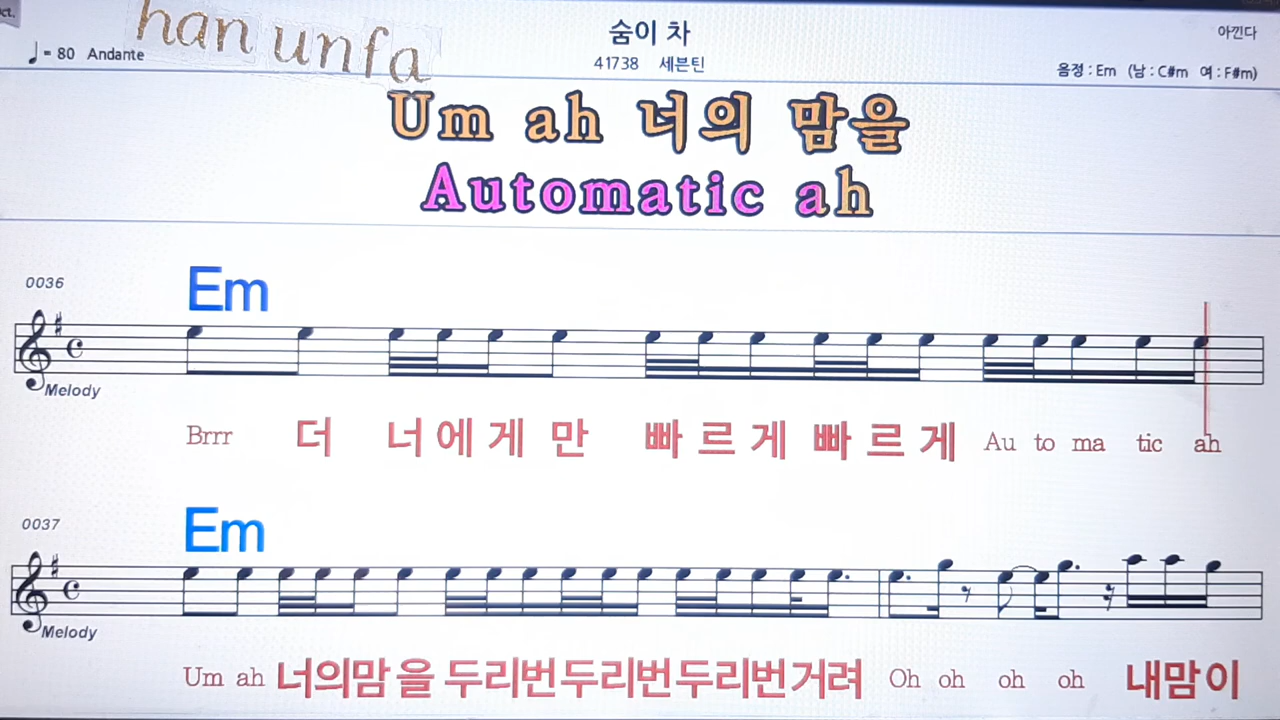 ct.
han unfa
♩= 80 Andante
숨이 차
41738 세븐틴
아낀다
음정 : Em (남 : C#m 여 : F#m)
Um ah 너의 맘을
Automatic ah
0036
Em
Melody
Brrr 더 너에게 만 빠르게 빠르게 Au to ma tic ah
0037
Em
Melody
Um ah 너의맘을 두리번두리번두리번거려 Oh oh oh oh 내맘이